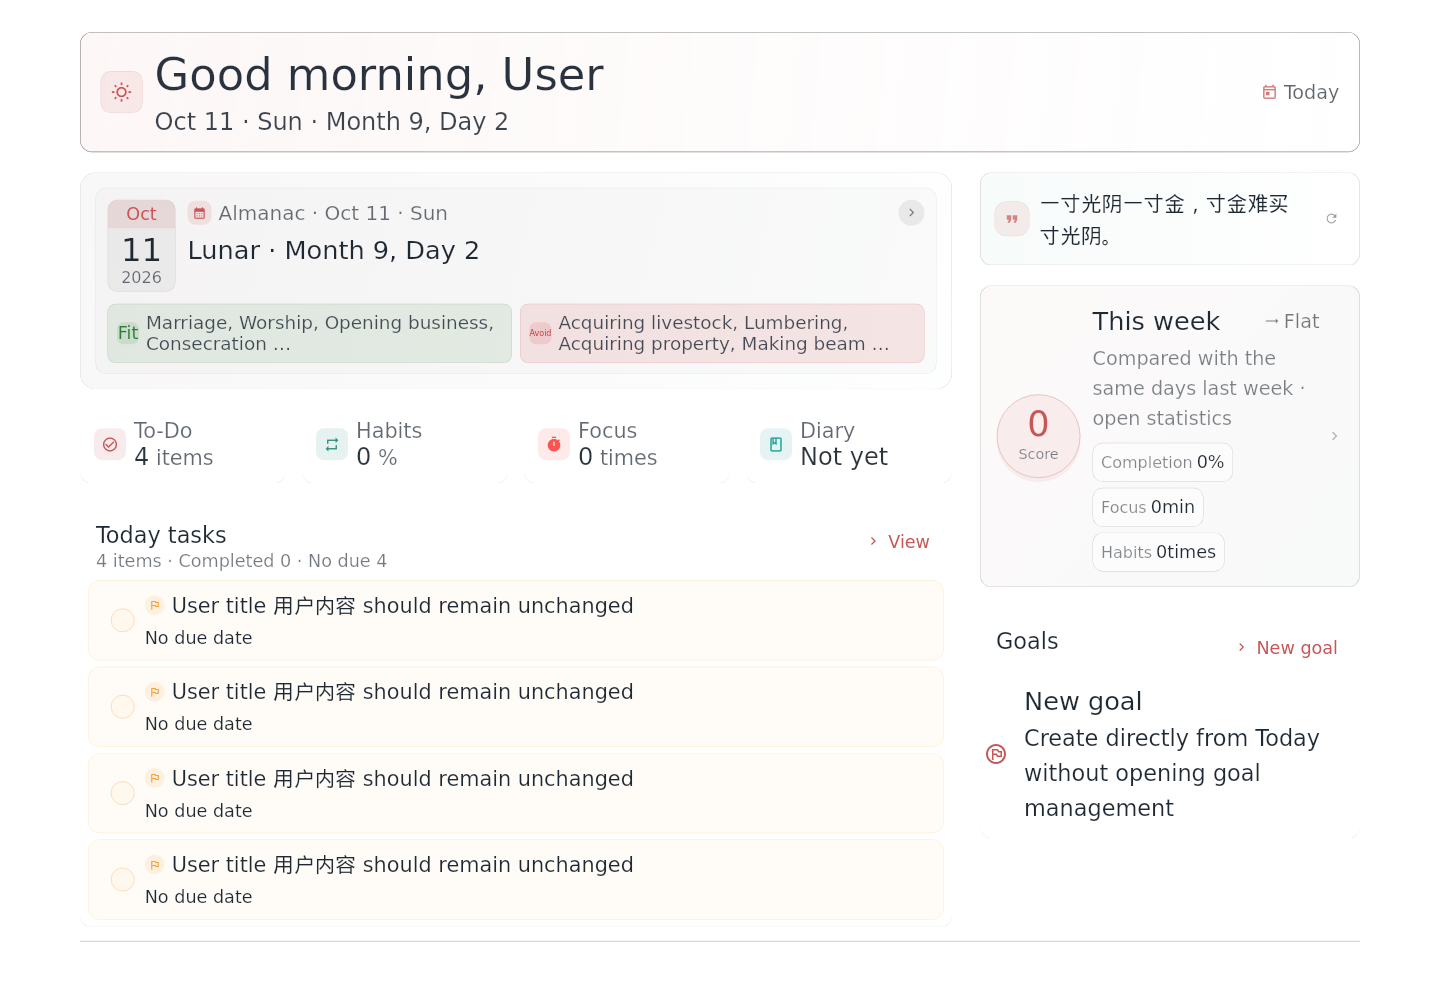 Good morning, User
Oct 11 · Sun · Month 9, Day 2
Today
Oct
11
2026
Almanac · Oct 11 · Sun
Lunar · Month 9, Day 2
Fit
Marriage, Worship, Opening business,
Consecration ...
Avoid
Acquiring livestock, Lumbering,
Acquiring property, Making beam ...
To-Do
4 items
Habits
0 %
Focus
0 times
Diary
Not yet
Today tasks
4 items · Completed 0 · No due 4
View
User title 用户内容 should remain unchanged
No due date
User title 用户内容 should remain unchanged
No due date
User title 用户内容 should remain unchanged
No due date
User title 用户内容 should remain unchanged
No due date
一寸光阴一寸金，寸金难买
寸光阴。
This week
Flat
Compared with the
same days last week ·
open statistics
0
Score
Completion 0%
Focus 0min
Habits 0times
Goals
New goal
New goal
Create directly from Today
without opening goal
management